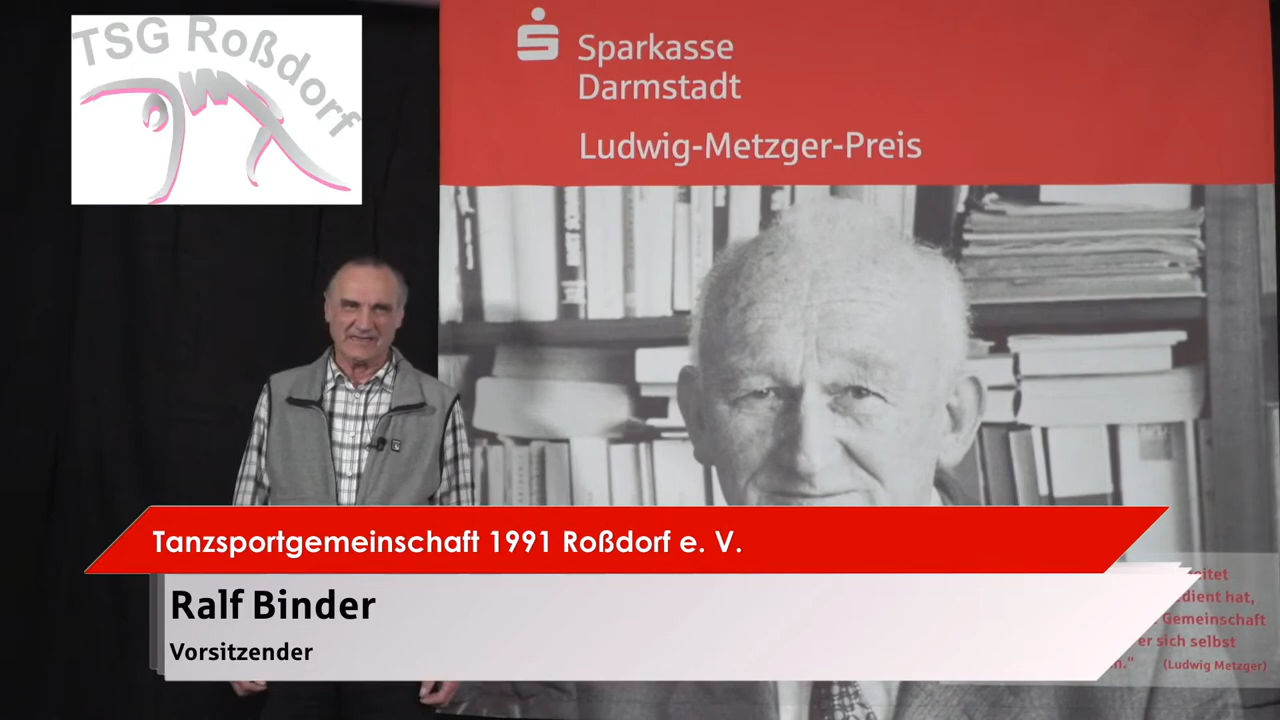 TSG Roßdorf
Sparkasse
Darmstadt
Ludwig-Metzger-Preis
Tanzsportgemeinschaft 1991 Roßdorf e. V.
Ralf Binder
Vorsitzender
dient hat,
Gemeinschaft
er sich selbst
(Ludwig Metzger)